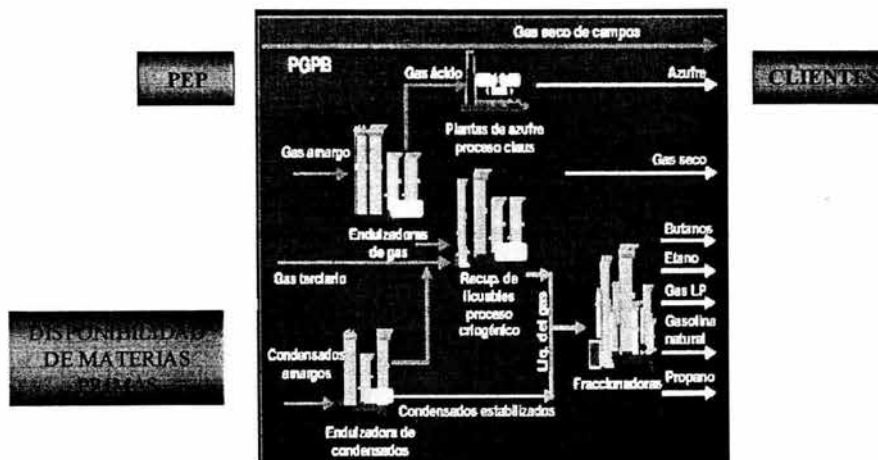 Gas seco de campos
PEP
PGPB
Gas ácido
Azufre
CLIENTES
Plantas de azufre
proceso claus
Gas amargo
Gas seco
Endulzadoras
de gas
Butanos
Etano
Gas terciario
Recup. de
licuables
proceso
criogénico
Liq. del gas
Gas LP
Gasolina
natural
DISPONIBILIDAD
DE MATERIAS
PRIMAS
Condensados
amargos
Fraccionadoras
Propano
Condensados estabilizados
Endulzadora de
condensados